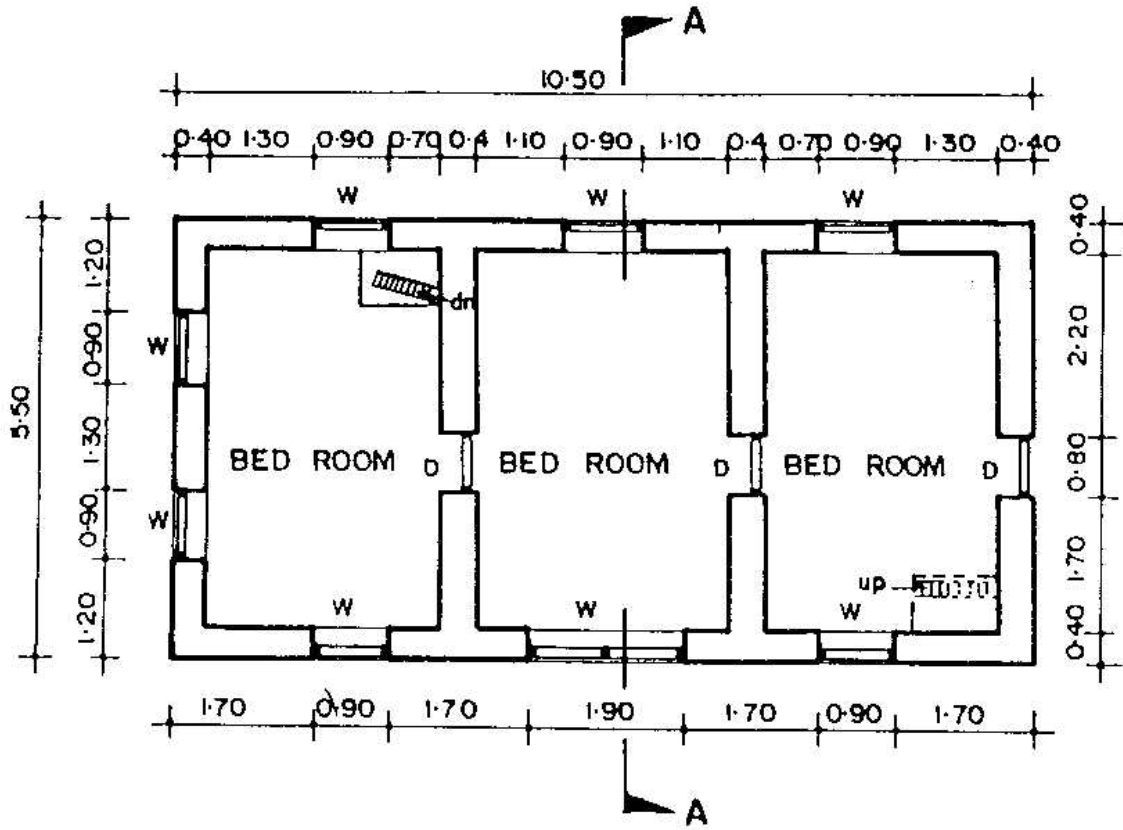 A
10.50
0.40 1.30 0.90 0.70 0.4 1.10 0.90 1.10 0.4 0.70 0.90 1.30 0.40
W W W
5.50
1.20 0.90 1.30 0.90 1.20
W
W
dn
BED ROOM D BED ROOM D BED ROOM D
up
W W W
0.40 2.20 0.80 1.70 0.40
1.70 0.90 1.70 1.90 1.70 0.90 1.70
A